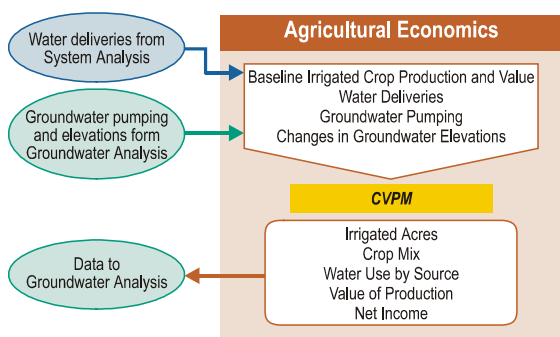 Agricultural Economics
Water deliveries from
System Analysis
Groundwater pumping
and elevations form
Groundwater Analysis
Baseline Irrigated Crop Production and Value
Water Deliveries
Groundwater Pumping
Changes in Groundwater Elevations
CVPM
Irrigated Acres
Crop Mix
Water Use by Source
Value of Production
Net Income
Data to
Groundwater Analysis